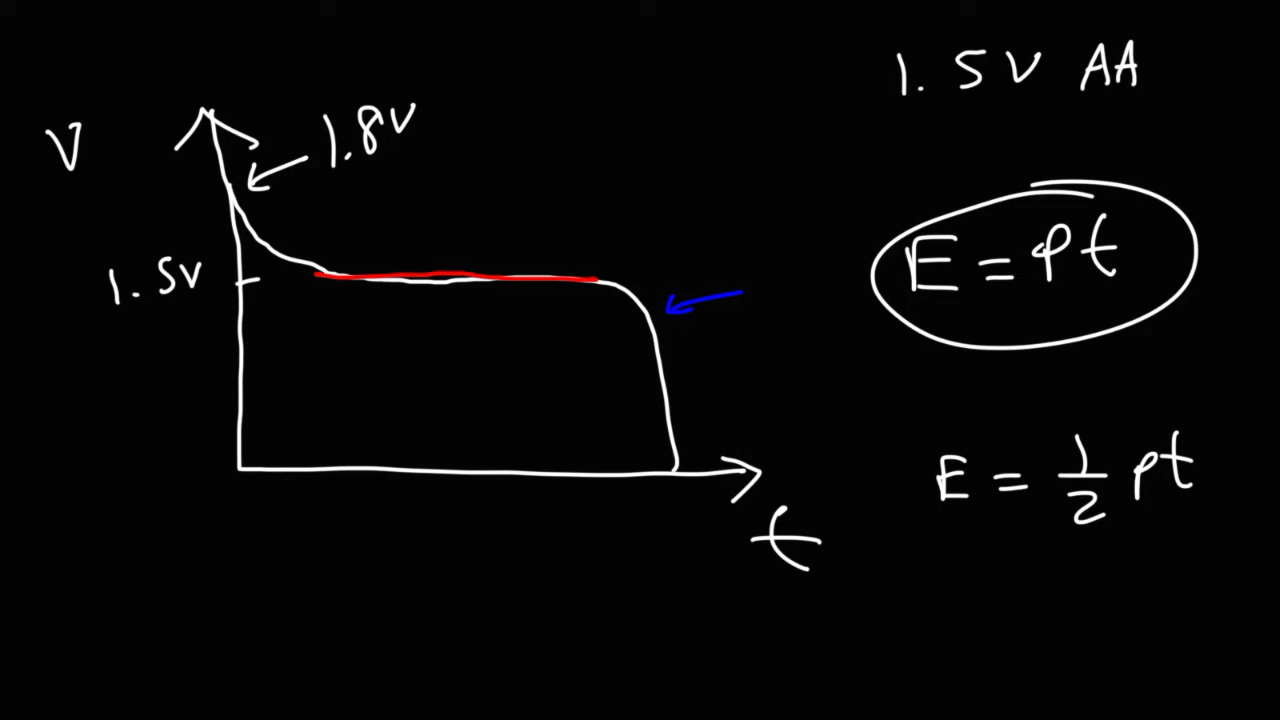 1.5V AA
V
1.8V
1.5V
E = Pt
t
E = 1/2 Pt